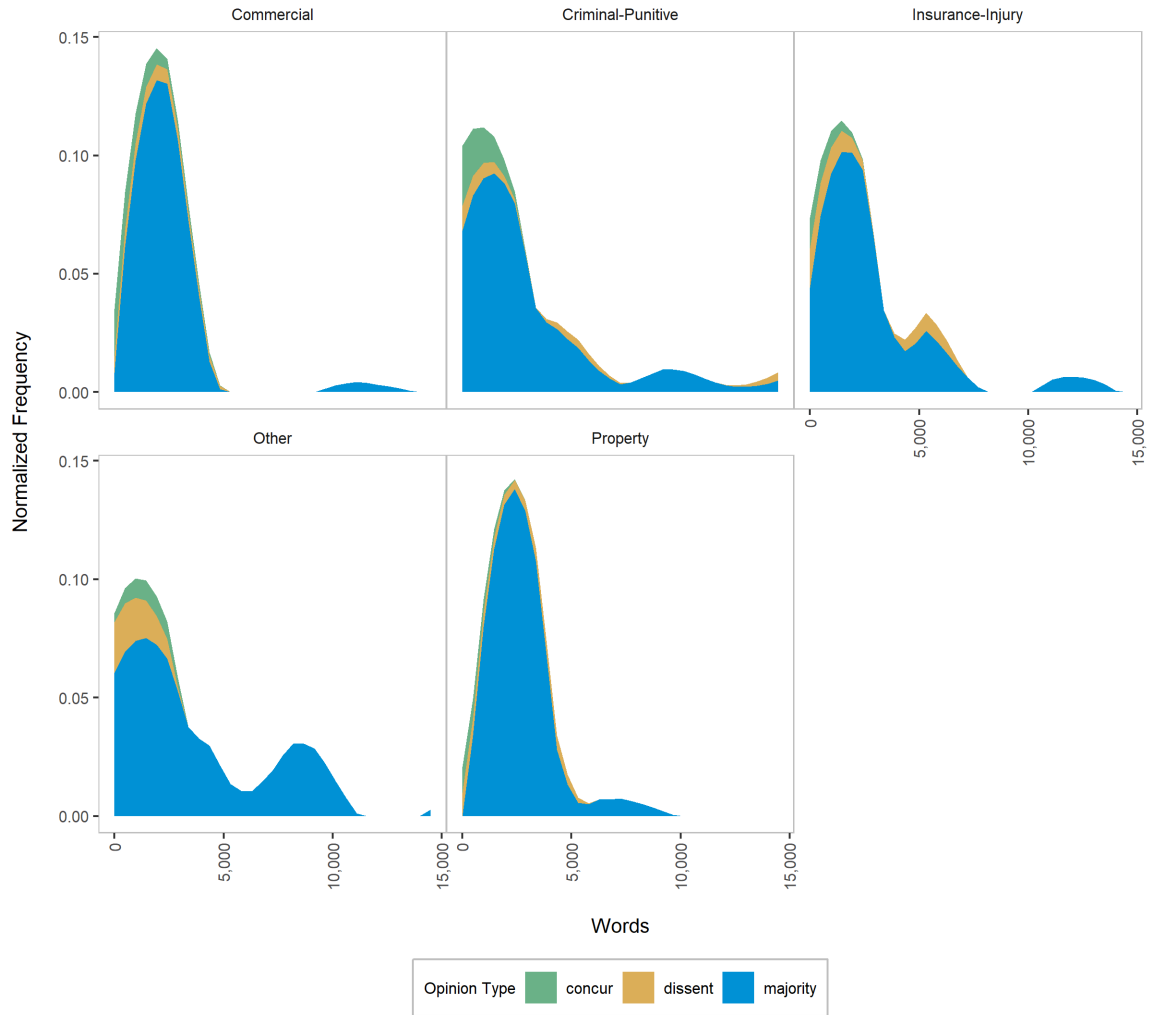 Commercial
Criminal-Punitive
Insurance-Injury
0.15
0.10
0.05
0.00
0
5,000
10,000
15,000
Other
Property
0.15
0.10
0.05
0.00
0
5,000
10,000
15,000
0
5,000
10,000
15,000
Normalized Frequency
Words
Opinion Type concur dissent majority